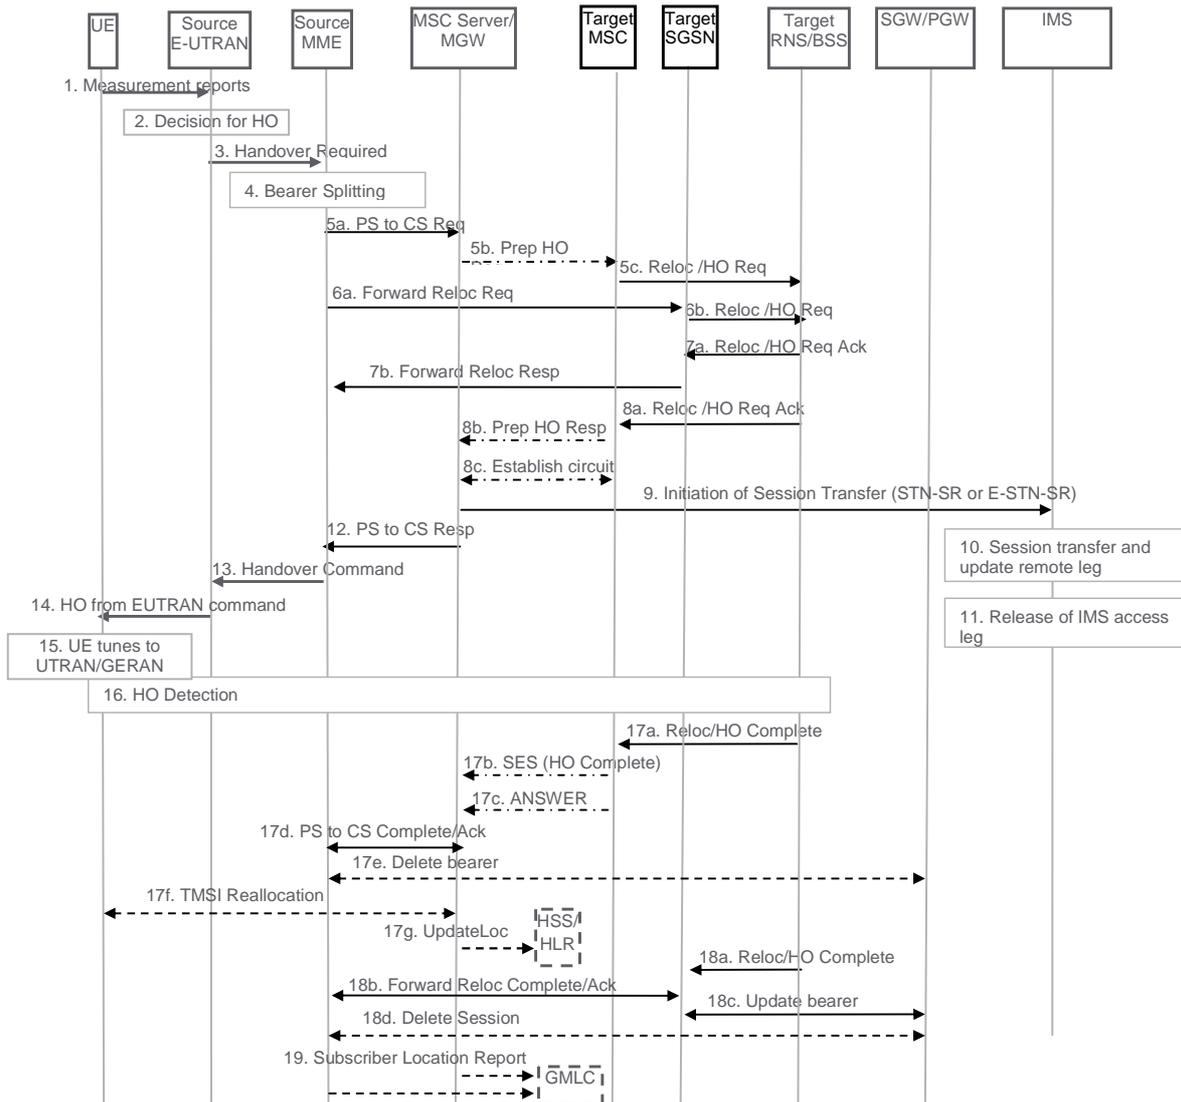 UE
Source
E-UTRAN
Source
MME
MSC Server/
MGW
Target
MSC
Target
SGSN
Target
RNS/BSS
SGW/PGW
IMS
1. Measurement reports
2. Decision for HO
3. Handover Required
4. Bearer Splitting
5a. PS to CS Req
5b. Prep HO
5c. Reloc /HO Req
6a. Forward Reloc Req
6b. Reloc /HO Req
7a. Reloc /HO Req Ack
7b. Forward Reloc Resp
8a. Reloc /HO Req Ack
8b. Prep HO Resp
8c. Establish circuit
9. Initiation of Session Transfer (STN-SR or E-STN-SR)
12. PS to CS Resp
10. Session transfer and
update remote leg
13. Handover Command
14. HO from EUTRAN command
11. Release of IMS access
leg
15. UE tunes to
UTRAN/GERAN
16. HO Detection
17a. Reloc/HO Complete
17b. SES (HO Complete)
17c. ANSWER
17d. PS to CS Complete/Ack
17e. Delete bearer
17f. TMSI Reallocation
17g. UpdateLoc
HSS/
HLR
18a. Reloc/HO Complete
18b. Forward Reloc Complete/Ack
18c. Update bearer
18d. Delete Session
19. Subscriber Location Report
GMLC